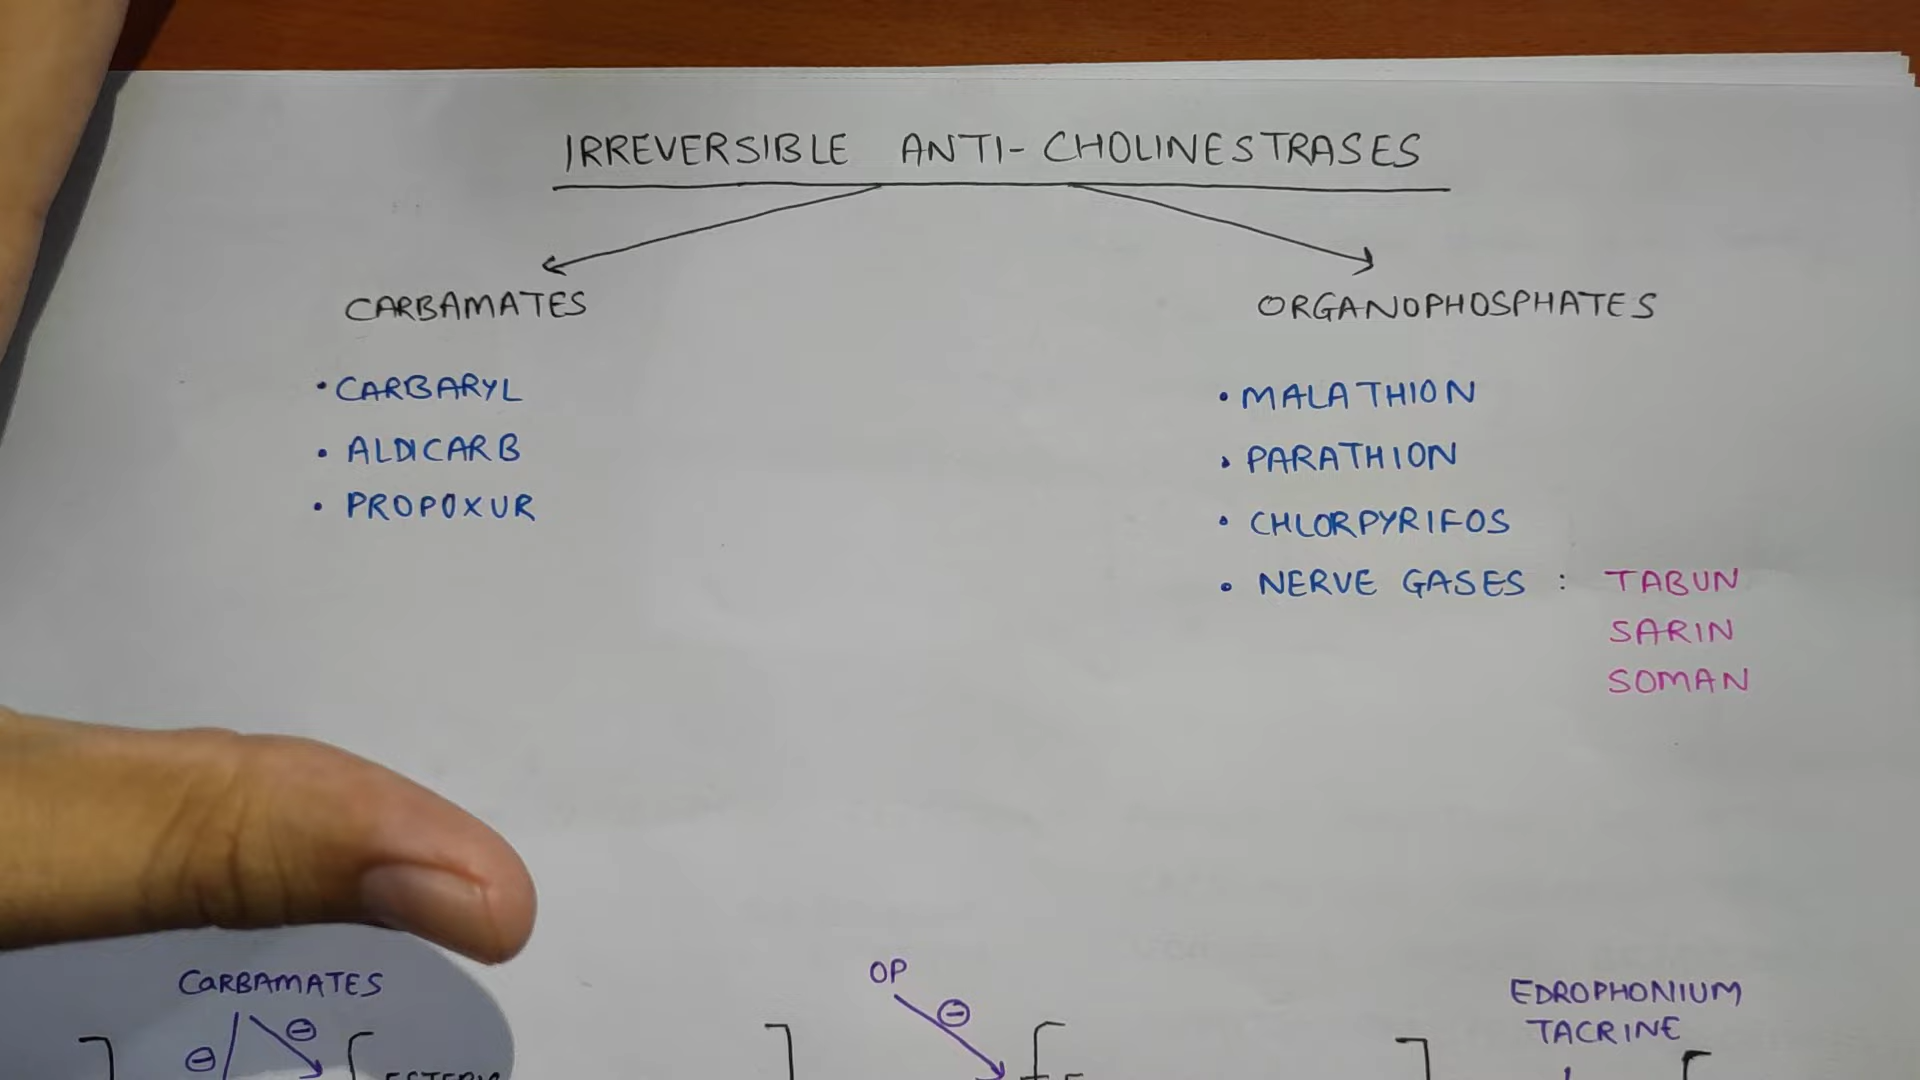 IRREVERSIBLE ANTI-CHOLINESTRASES
CARBAMATES
• CARBARYL
• ALDICARB
• PROPOXUR
ORGANOPHOSPHATES
• MALATHION
• PARATHION
• CHLORPYRIFOS
• NERVE GASES : TABUN
SARIN
SOMAN
CARBAMATES
OP
EDROPHONIUM
TACRINE